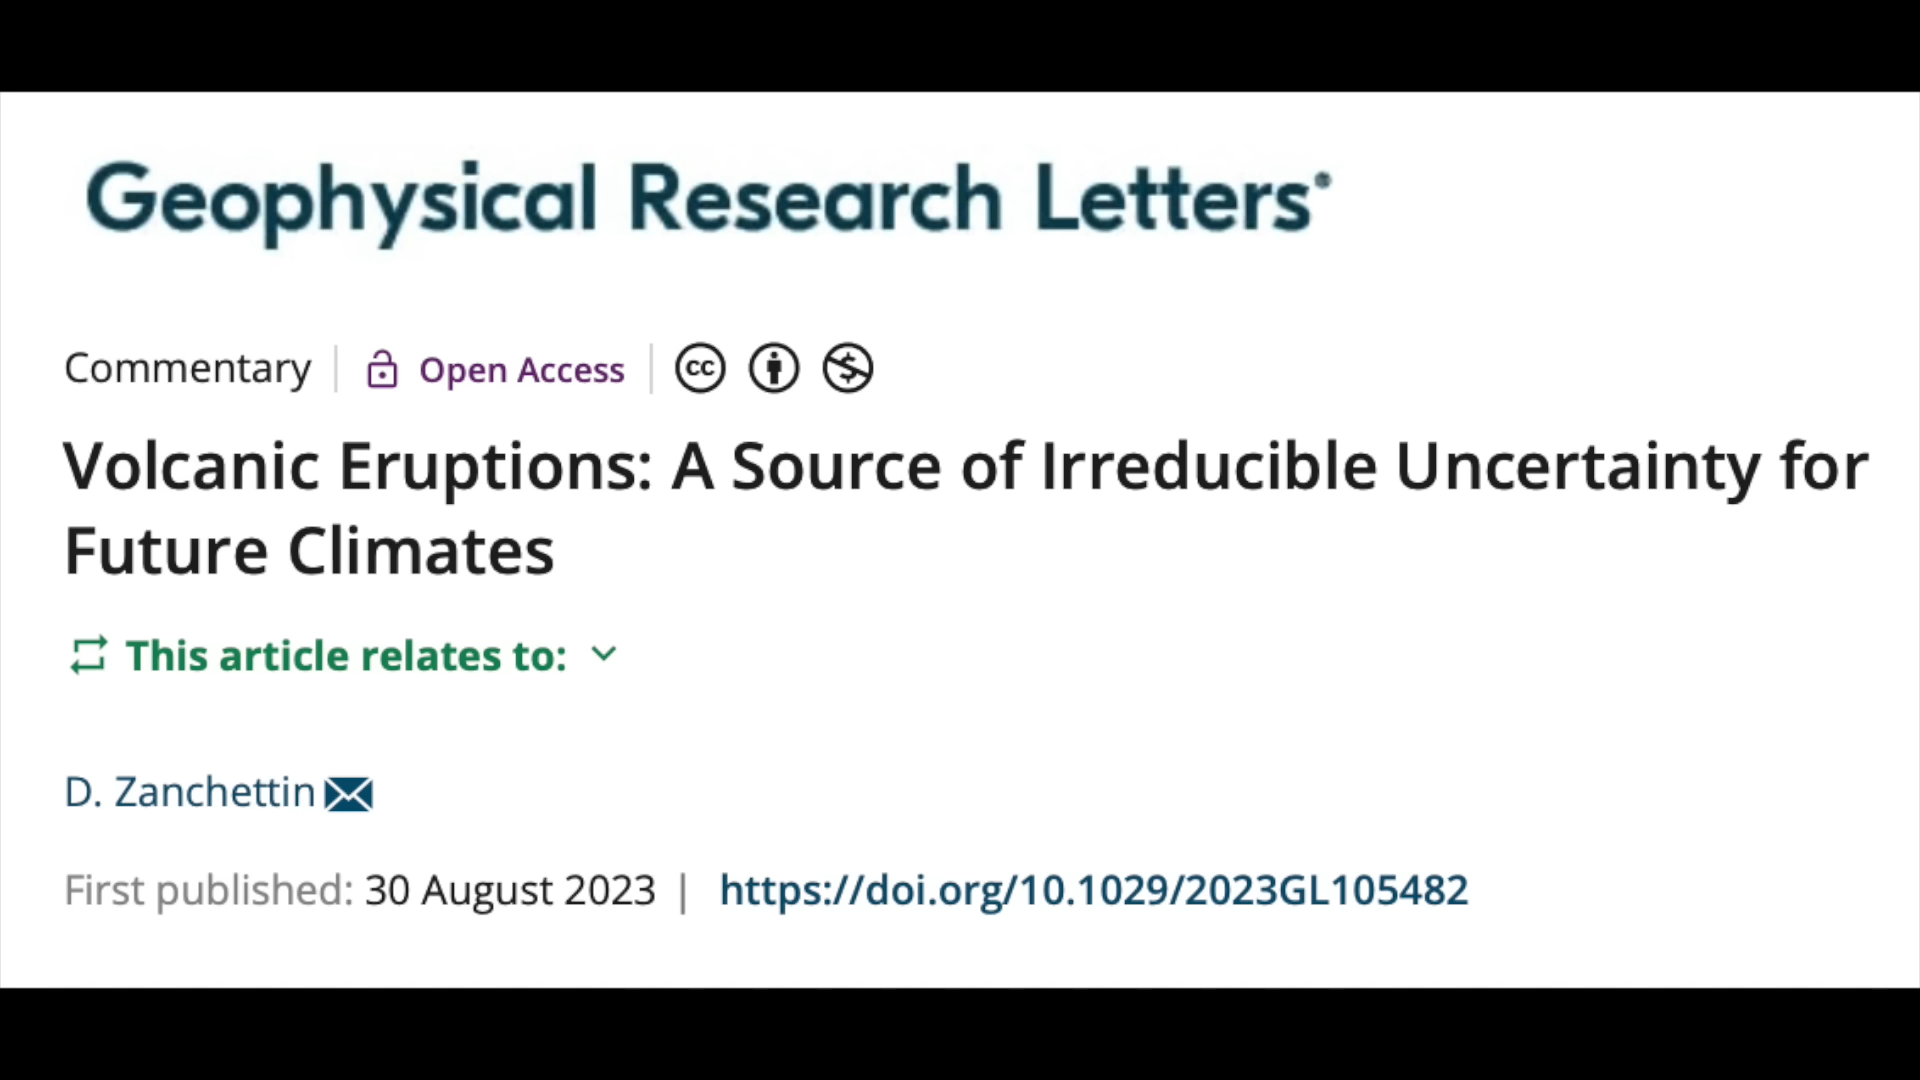 Geophysical Research Letters®
Commentary | Open Access | cc
Volcanic Eruptions: A Source of Irreducible Uncertainty for
Future Climates
This article relates to:
D. Zanchettin
First published: 30 August 2023 | https://doi.org/10.1029/2023GL105482